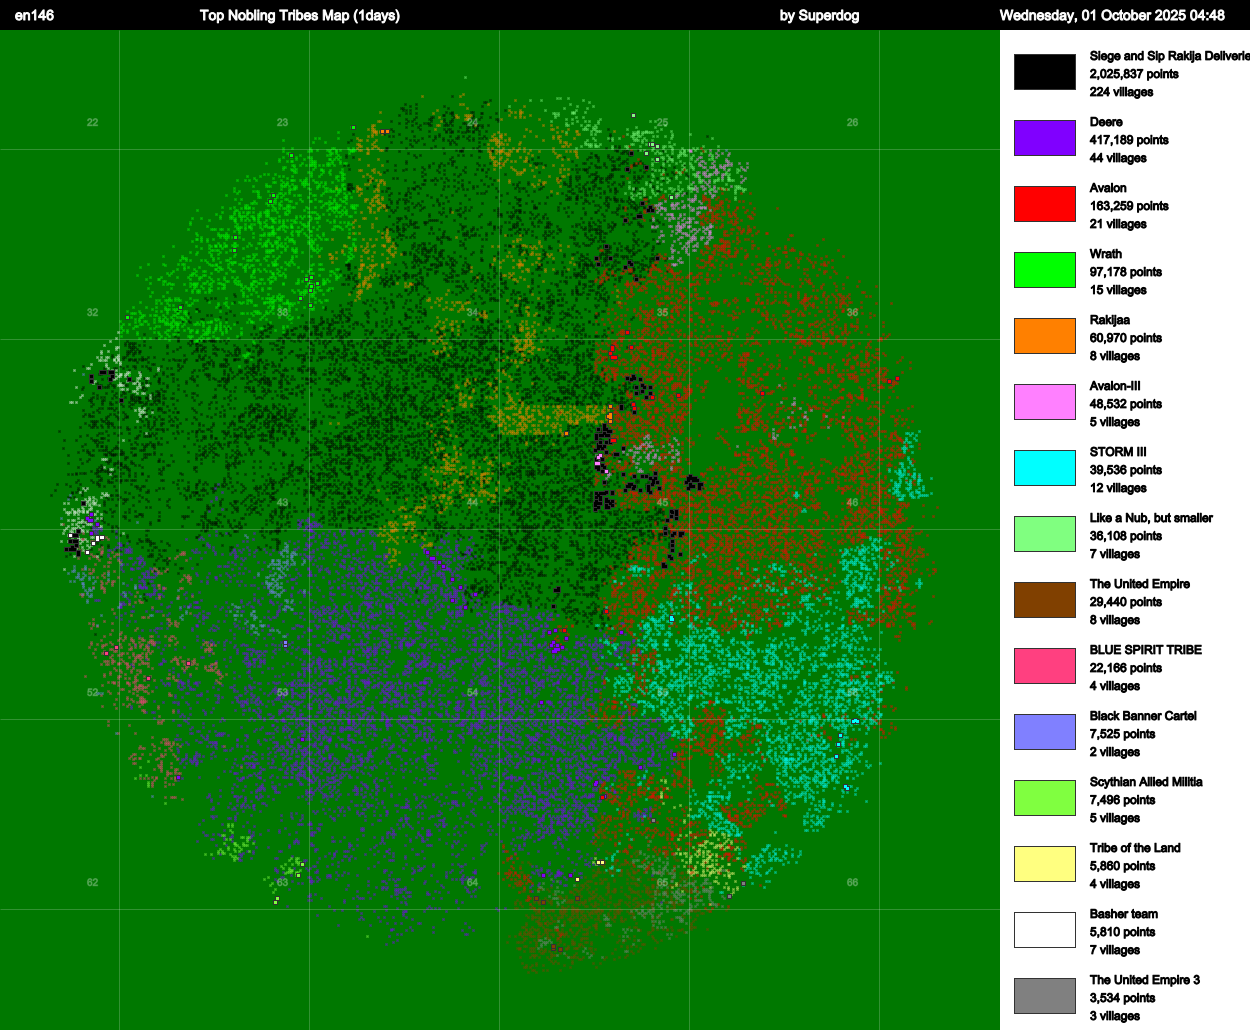 en146 Top Nobling Tribes Map (1days) by Superdog Wednesday, 01 October 2025 04:48
Siege and Sip Rakija Deliverie
2,025,837 points
224 villages
Deere
417,189 points
44 villages
Avalon
163,259 points
21 villages
Wrath
97,178 points
15 villages
Rakijaa
60,970 points
8 villages
Avalon-III
48,532 points
5 villages
STORM III
39,536 points
12 villages
Like a Nub, but smaller
36,108 points
7 villages
The United Empire
29,440 points
8 villages
BLUE SPIRIT TRIBE
22,166 points
4 villages
Black Banner Cartel
7,525 points
2 villages
Scythian Allied Militia
7,496 points
5 villages
Tribe of the Land
5,860 points
4 villages
Basher team
5,810 points
7 villages
The United Empire 3
3,534 points
3 villages
22 23 24 25 26
32 33 34 35 36
43 44 45 46
52 53 54 55 56
62 63 64 65 66